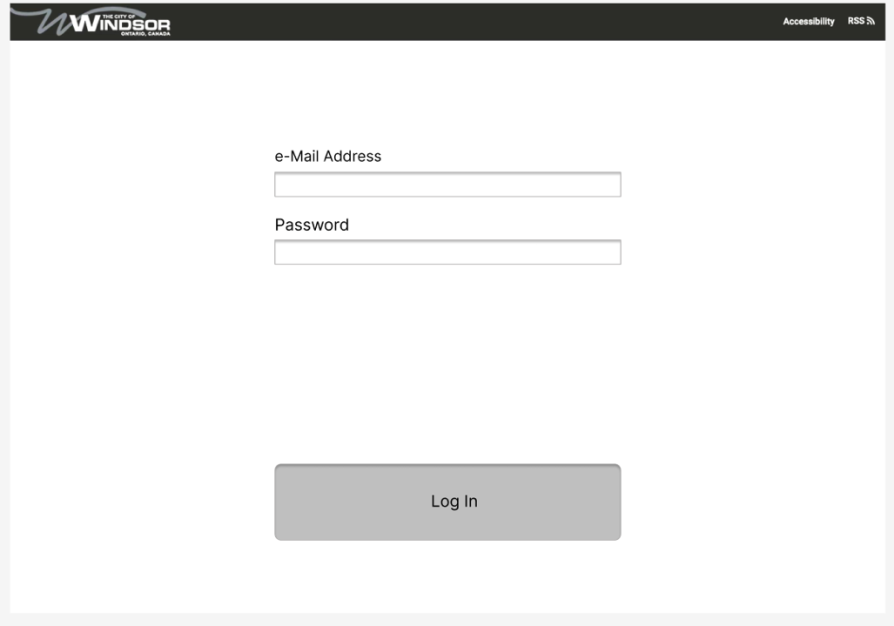 THE CITY OF
WINDSOR
ONTARIO, CANADA
Accessibility RSS
e-Mail Address
Password
Log In